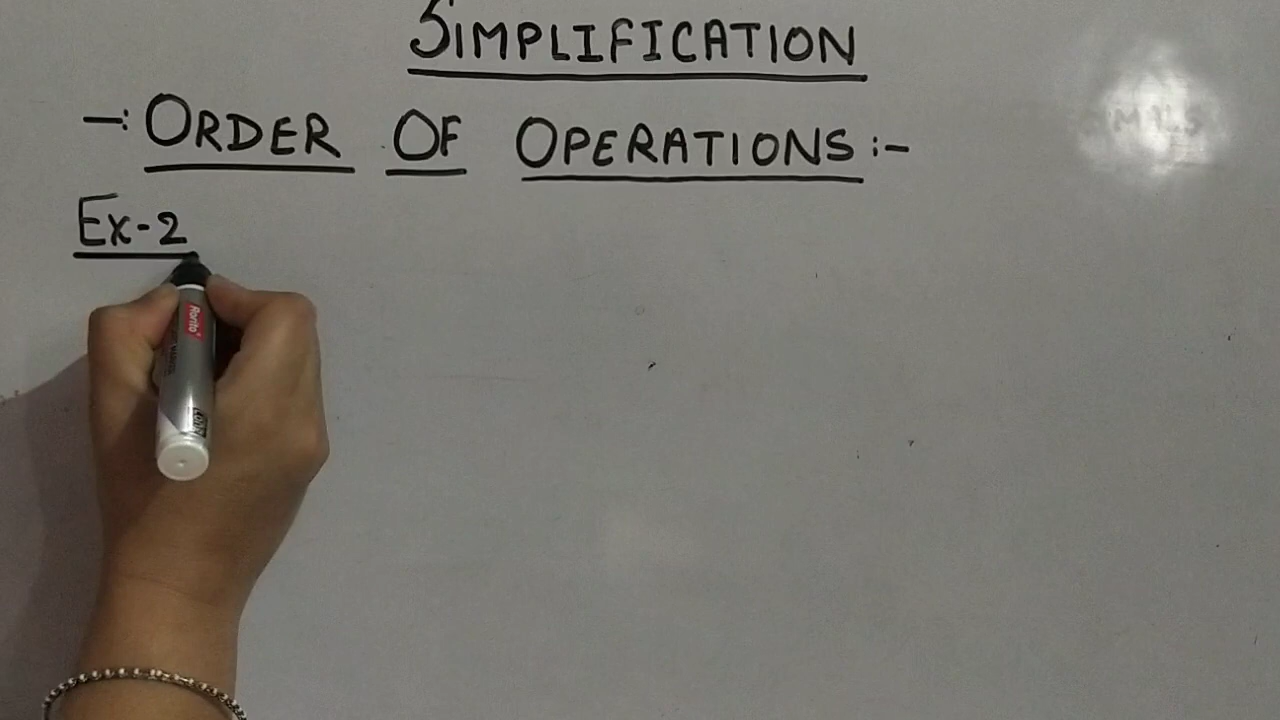 SIMPLIFICATION
-: ORDER OF OPERATIONS :-
Ex-2